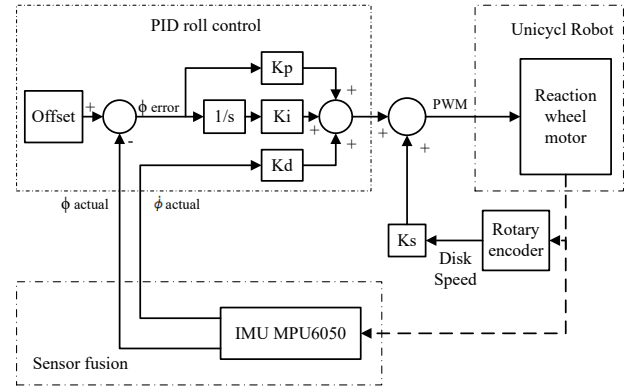 PID roll control
Unicycl Robot
Offset
+
-
ϕ error
Kp
1/s
Ki
Kd
+
+
+
+
+
PWM
Reaction
wheel
motor
ϕ actual
ϕ̇ actual
Ks
Disk
Speed
Rotary
encoder
IMU MPU6050
Sensor fusion